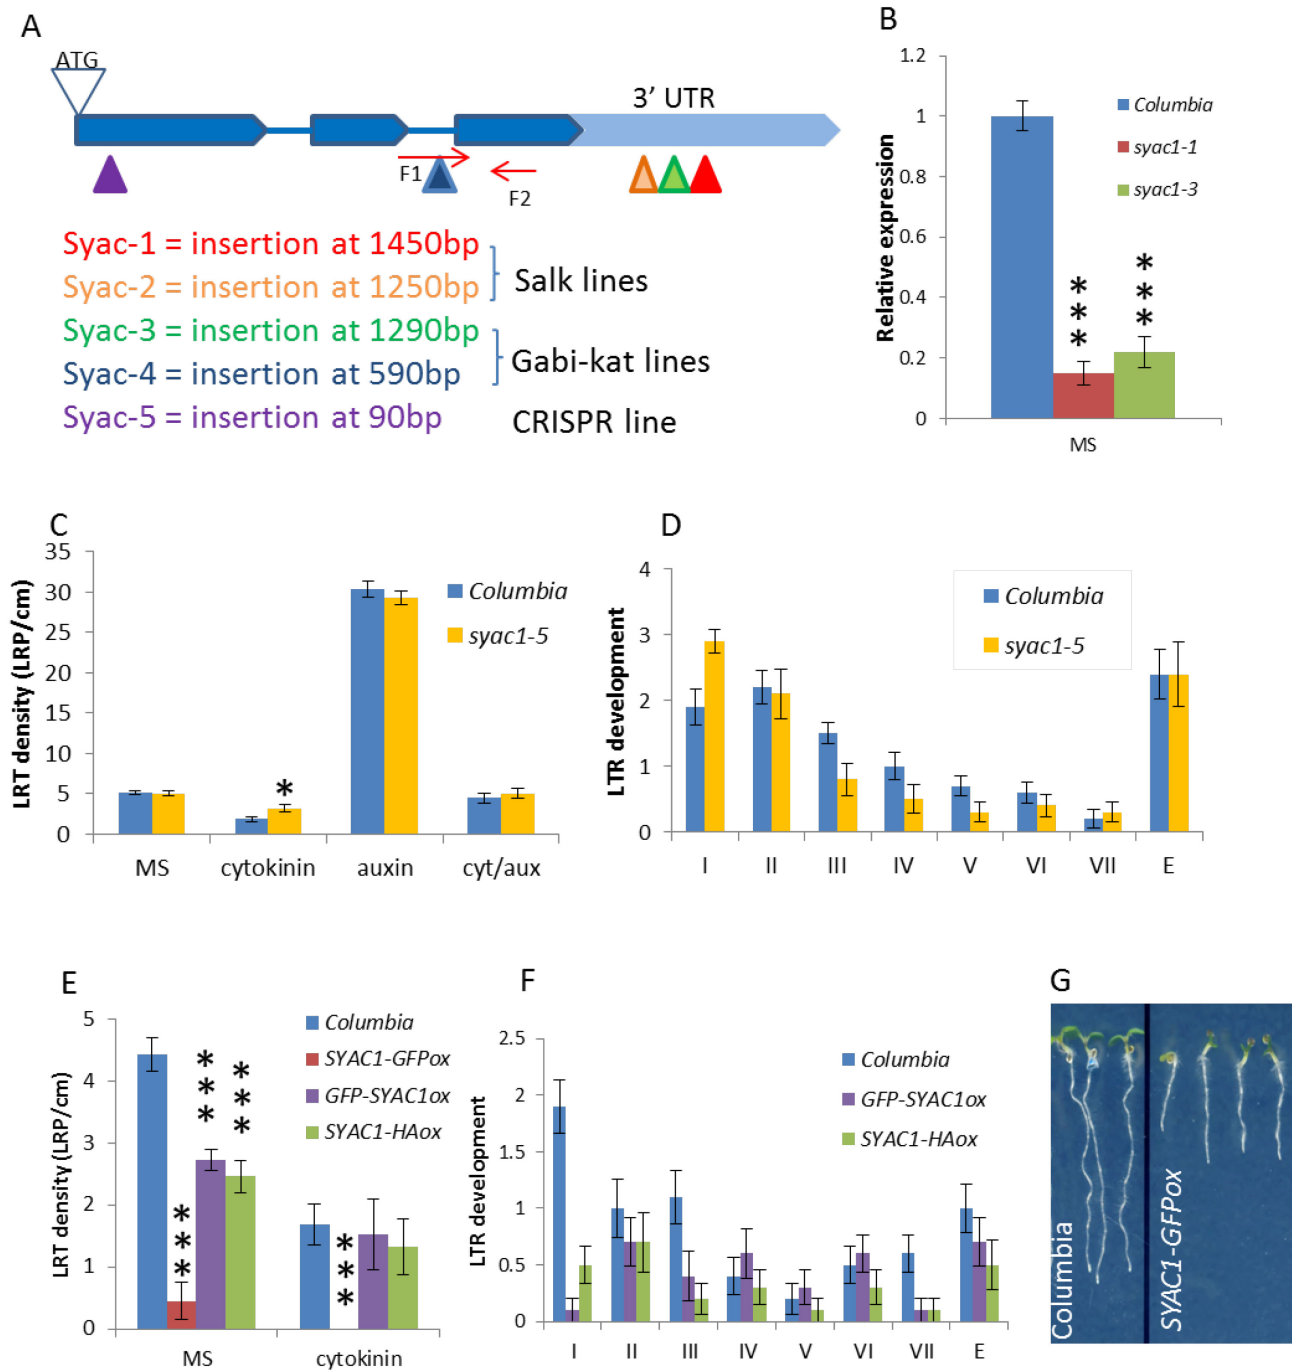 A
ATG
3’ UTR
F1
F2
Syac-1 = insertion at 1450bp
Syac-2 = insertion at 1250bp
Salk lines
Syac-3 = insertion at 1290bp
Syac-4 = insertion at 590bp
Gabi-kat lines
Syac-5 = insertion at 90bp
CRISPR line
B
Relative expression
1.2
1
0.8
0.6
0.4
0.2
0
Columbia
syac1-1
syac1-3
***
***
MS
C
LRT density (LRP/cm)
35
30
25
20
15
10
5
0
Columbia
syac1-5
*
MS cytokinin auxin cyt/aux
D
LTR development
4
3
2
1
0
Columbia
syac1-5
I II III IV V VI VII E
E
LRT density (LRP/cm)
5
4
3
2
1
0
Columbia
SYAC1-GFPox
GFP-SYAC1ox
SYAC1-HAox
***
***
***
***
MS cytokinin
F
LTR development
2.5
2
1.5
1
0.5
0
Columbia
GFP-SYAC1ox
SYAC1-HAox
I II III IV V VI VII E
G
Columbia
SYAC1-GFPox